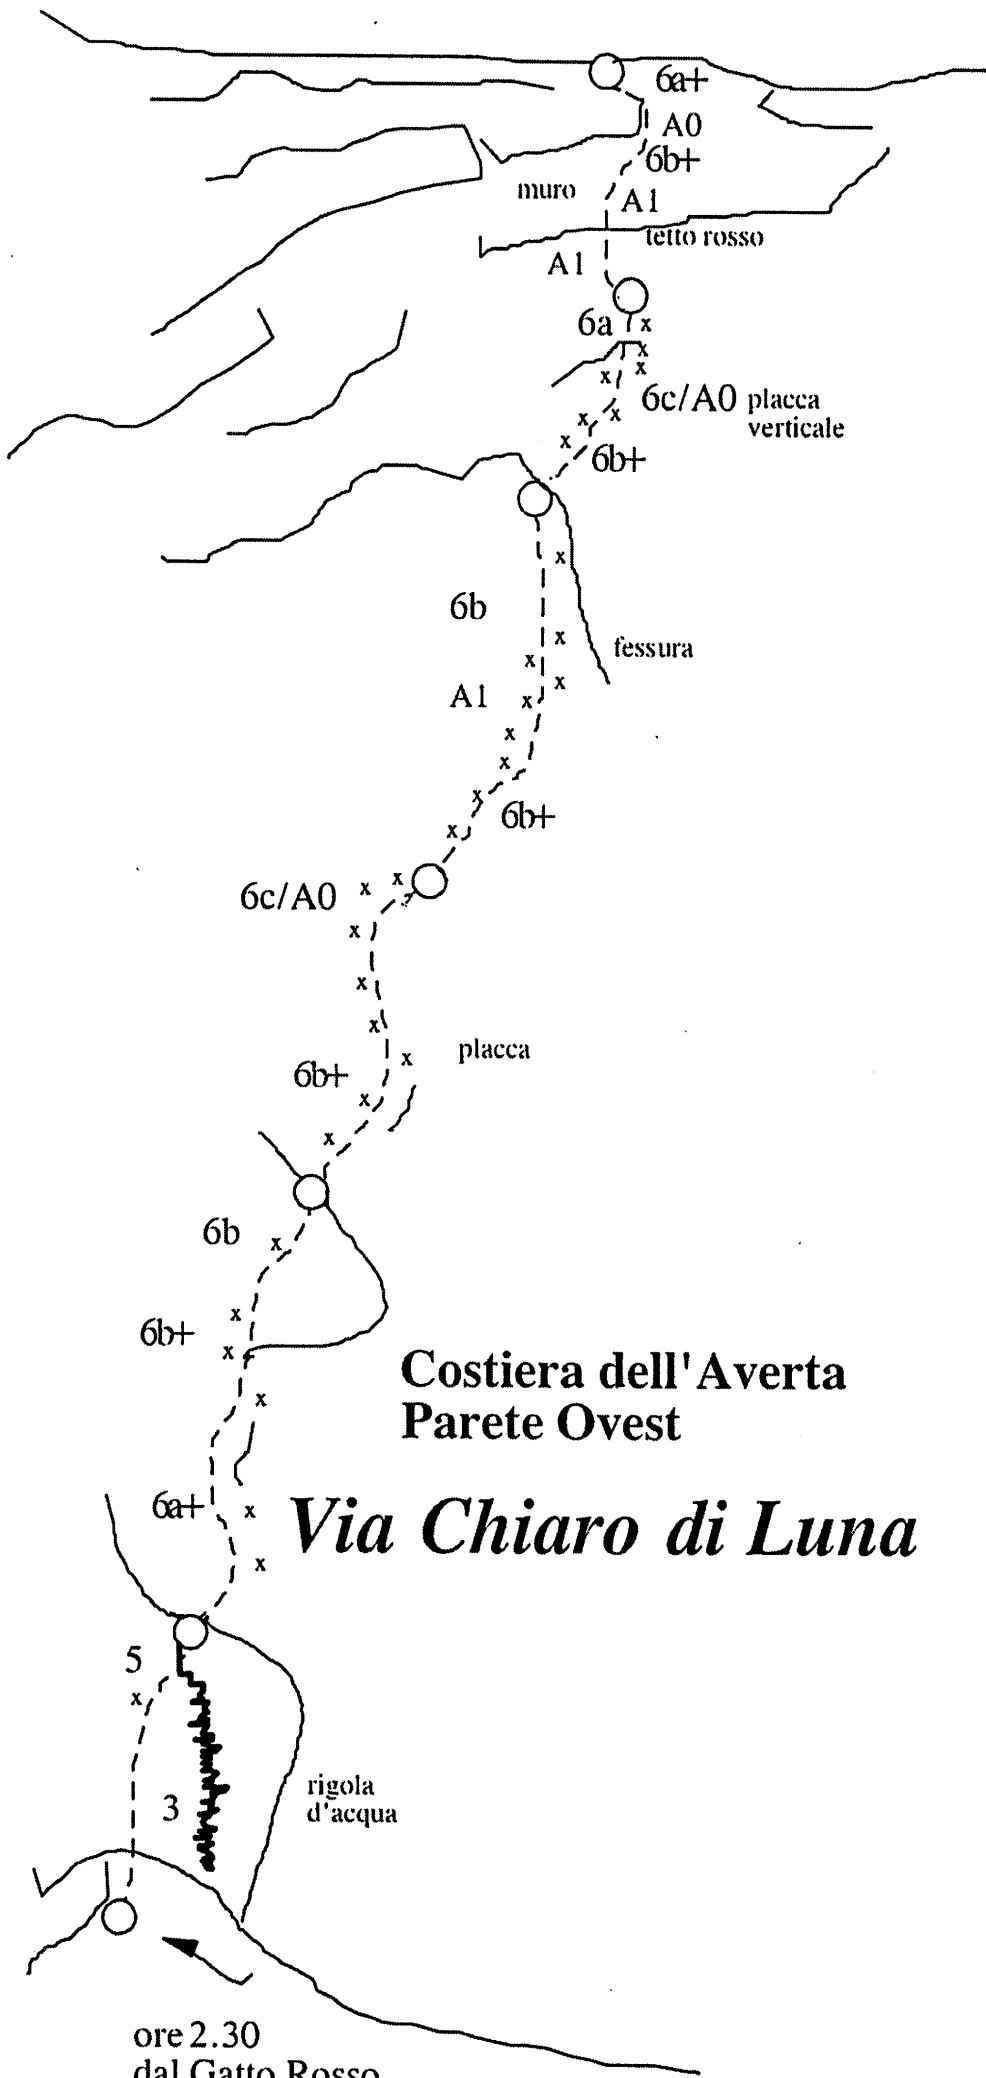 6a+
A0
6b+
muro
A1
tetto rosso
A1
6a
x
x
x
x
6c/A0
placca
verticale
x
x
x
6b+
x
6b
x
fessura
x
x
A1
x
x
x
x
6b+
x
6c/A0
x
x
x
x
x
placca
x
6b+
x
x
6b
x
x
6b+
x
Costiera dell'Averta
Parete Ovest
x
6a+
x
Via Chiaro di Luna
x
5
x
rigola
d'acqua
3
ore 2.30
dal Gatto Rosso